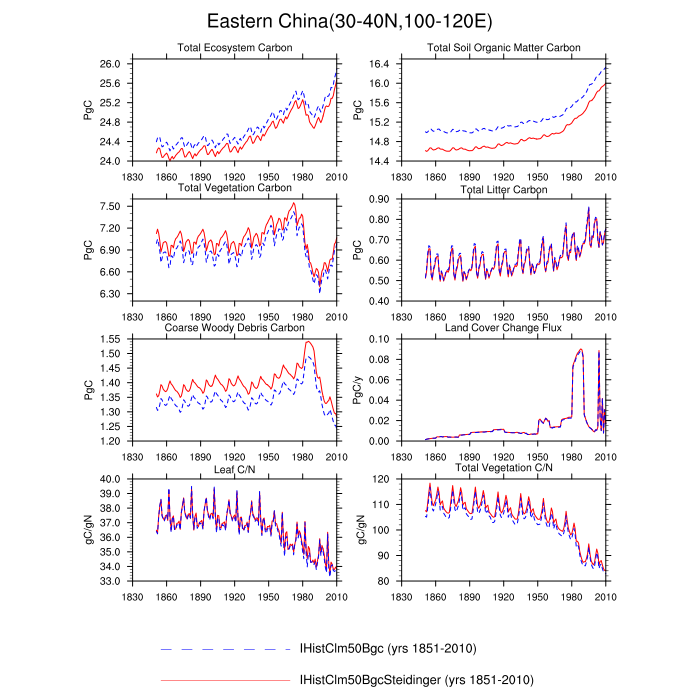 Eastern China(30-40N,100-120E)
Total Ecosystem Carbon
PgC
26.0
25.6
25.2
24.8
24.4
24.0
1830 1860 1890 1920 1950 1980 2010
Total Soil Organic Matter Carbon
PgC
16.4
16.0
15.6
15.2
14.8
14.4
1830 1860 1890 1920 1950 1980 2010
Total Vegetation Carbon
PgC
7.50
7.20
6.90
6.60
6.30
1830 1860 1890 1920 1950 1980 2010
Total Litter Carbon
PgC
0.90
0.80
0.70
0.60
0.50
0.40
1830 1860 1890 1920 1950 1980 2010
Coarse Woody Debris Carbon
PgC
1.55
1.50
1.45
1.40
1.35
1.30
1.25
1.20
1830 1860 1890 1920 1950 1980 2010
Land Cover Change Flux
PgC/y
0.10
0.08
0.06
0.04
0.02
0.00
1830 1860 1890 1920 1950 1980 2010
Leaf C/N
gC/gN
40.0
39.0
38.0
37.0
36.0
35.0
34.0
33.0
1830 1860 1890 1920 1950 1980 2010
Total Vegetation C/N
gC/gN
120
110
100
90
80
1830 1860 1890 1920 1950 1980 2010
IHistClm50Bgc (yrs 1851-2010)
IHistClm50BgcSteidinger (yrs 1851-2010)